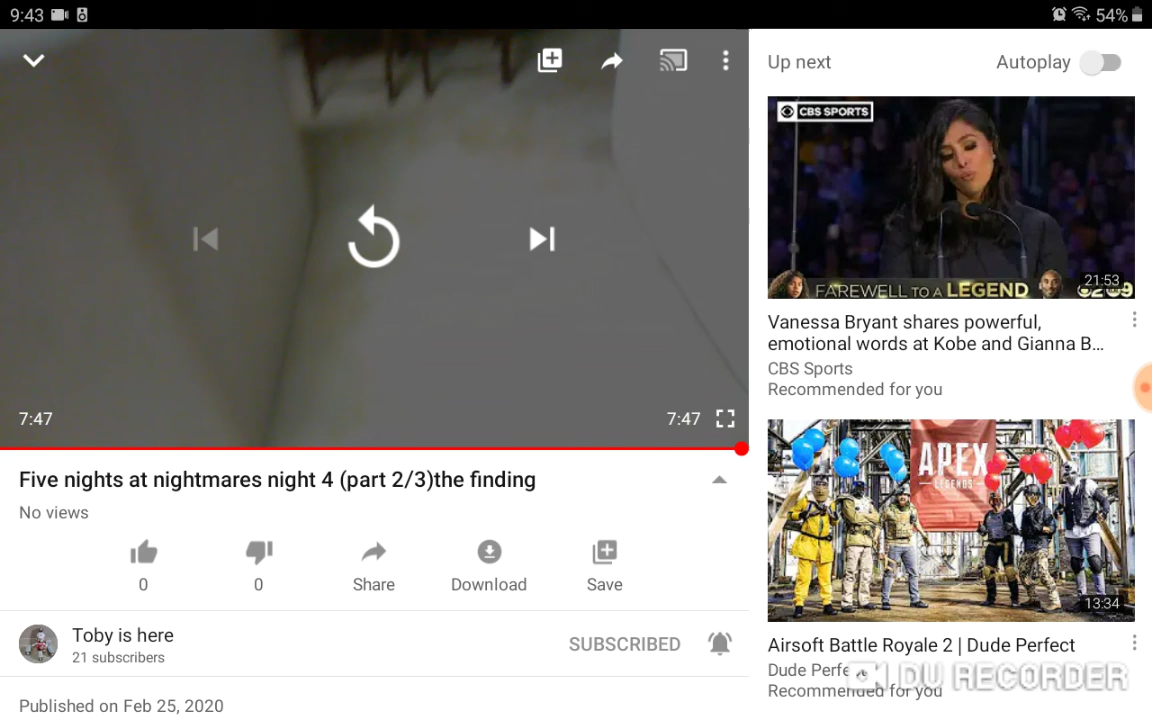 9:43
54%
7:47
7:47
Five nights at nightmares night 4 (part 2/3)the finding
No views
0
0
Share
Download
Save
Toby is here
21 subscribers
SUBSCRIBED
Published on Feb 25, 2020
Up next
Autoplay
CBS SPORTS
FAREWELL TO A LEGEND
21:53
Vanessa Bryant shares powerful,
emotional words at Kobe and Gianna B...
CBS Sports
Recommended for you
APEX
LEGENDS
13:34
Airsoft Battle Royale 2 | Dude Perfect
Dude Perfect
Recommended for you
DU RECORDER